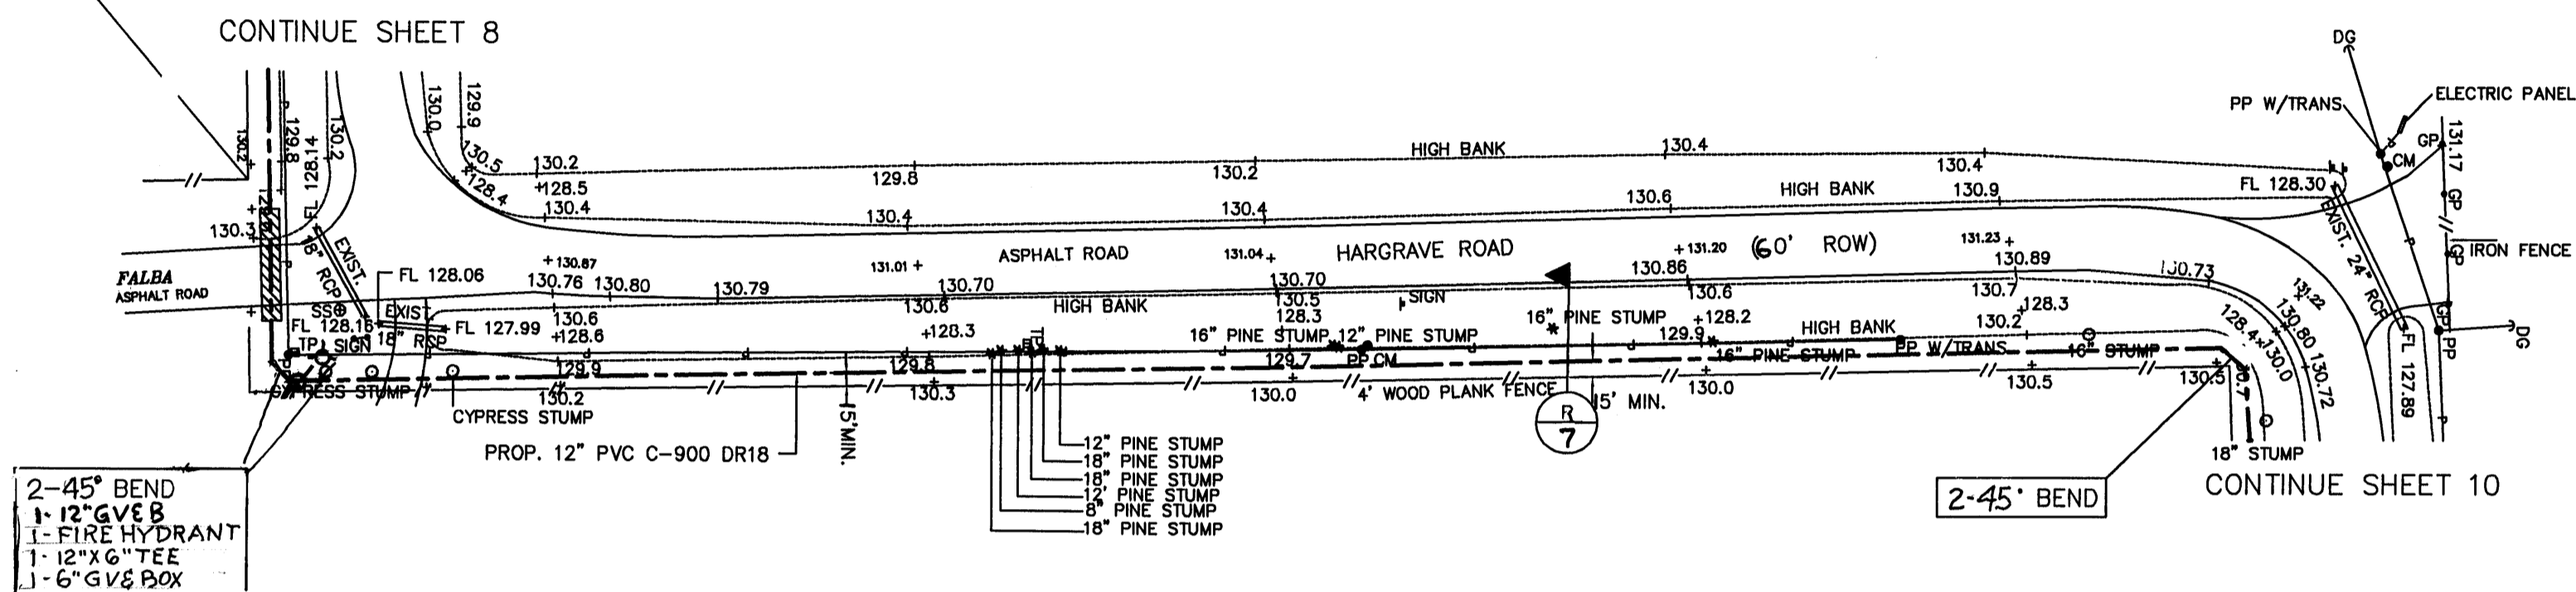 CONTINUE SHEET 8
DG
ELECTRIC PANEL
PP W/TRANS
130.0
129.9
130.2
129.8
FL 128.14
130.2
130.5
128.4
130.2
128.5
130.4
129.8
130.2
HIGH BANK
130.4
130.4
GP
131.17
CM
130.4
130.4
130.6
HIGH BANK
130.9
FL 128.30
GP
130.3
EXIST.
18" RCP
FL 128.06
130.87
131.01
ASPHALT ROAD
131.04
HARGRAVE ROAD
131.20
(60' ROW)
131.23
EXIST. 24" RCP
IRON FENCE
GP
FALBA
ASPHALT ROAD
130.76
130.80
130.79
130.70
130.70
130.86
130.89
130.73
131.22
SS
EXIST.
18" RSP
FL 127.99
130.6
130.6
HIGH BANK
130.5
SIGN
130.6
130.7
128.3
130.80
FL 128.16
TP
SIGN
128.6
128.3
128.3
16" PINE STUMP
12" PINE STUMP
16" PINE STUMP
128.2
129.9
HIGH BANK
130.2
128.4
130.0
130.72
GP
PP
DG
129.9
129.8
129.7
PP
CM
16" PINE STUMP
PP W/TRANS
16" STUMP
FL 127.89
CYPRESS STUMP
130.2
130.3
130.0
4' WOOD PLANK FENCE
130.0
130.5
130.5
CYPRESS STUMP
15' MIN.
15' MIN.
R
7
PROP. 12" PVC C-900 DR18
12" PINE STUMP
18" PINE STUMP
18" PINE STUMP
12' PINE STUMP
8" PINE STUMP
18" PINE STUMP
18" STUMP
CONTINUE SHEET 10
2-45° BEND
2-45° BEND
1-12"GV&B
1-FIRE HYDRANT
1-12"X6"TEE
1-6"GV& BOX